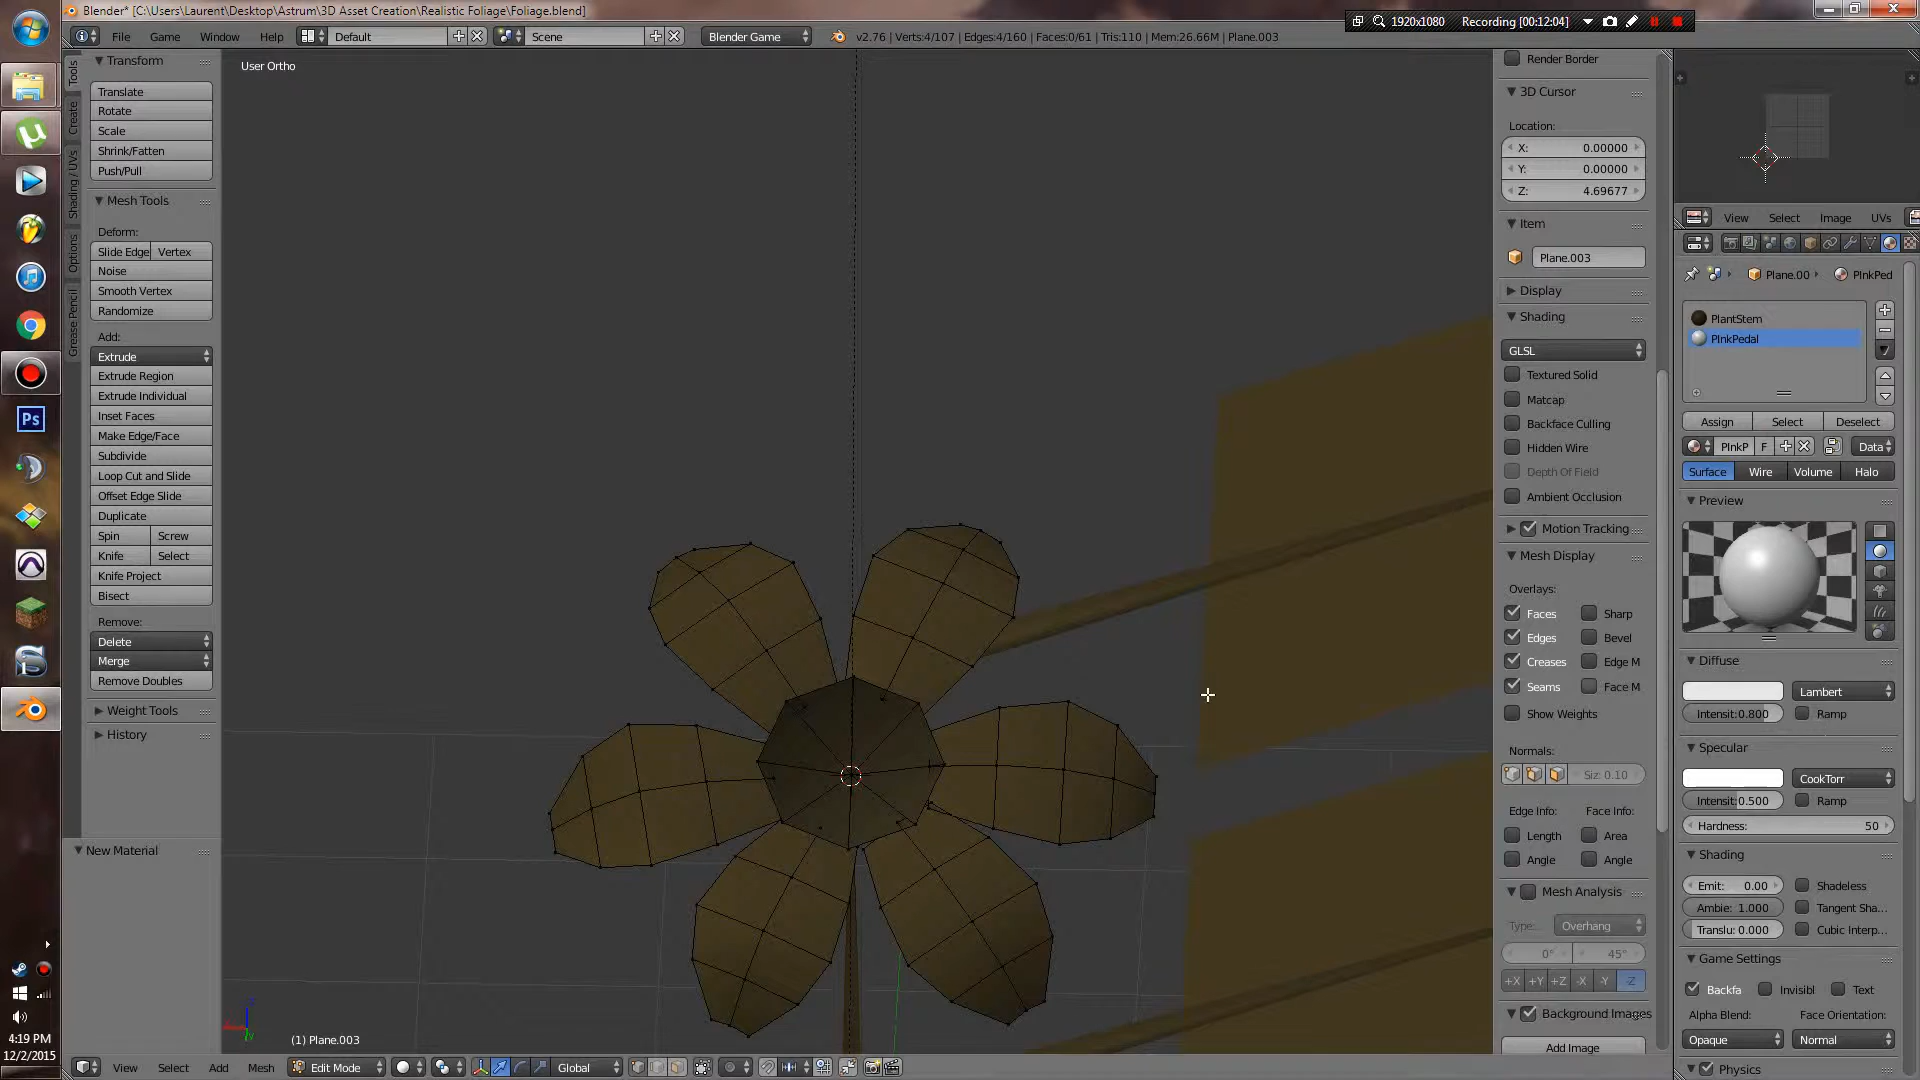 Blender* [C:\Users\Laurent\Desktop\Astrum\3D Asset Creation\Realistic Foliage\Foliage.blend]
1920x1080
Recording [00:12:04]
File
Game
Window
Help
Default
Scene
Blender Game
v2.76 | Verts:4/107 | Edges:4/160 | Faces:0/61 | Tris:110 | Mem:26.66M | Plane.003
Tools
Create
Shading / UVs
Options
Grease Pencil
Transform
Translate
Rotate
Scale
Shrink/Fatten
Push/Pull
Mesh Tools
Deform:
Slide Edge
Vertex
Noise
Smooth Vertex
Randomize
Add:
Extrude
Extrude Region
Extrude Individual
Inset Faces
Make Edge/Face
Subdivide
Loop Cut and Slide
Offset Edge Slide
Duplicate
Spin
Screw
Knife
Select
Knife Project
Bisect
Remove:
Delete
Merge
Remove Doubles
Weight Tools
History
New Material
User Ortho
(1) Plane.003
View
Select
Add
Mesh
Edit Mode
Global
Render Border
3D Cursor
Location:
X: 0.00000
Y: 0.00000
Z: 4.69677
Item
Plane.003
Display
Shading
GLSL
Textured Solid
Matcap
Backface Culling
Hidden Wire
Depth Of Field
Ambient Occlusion
Motion Tracking
Mesh Display
Overlays:
Faces
Sharp
Edges
Bevel
Creases
Edge M
Seams
Face M
Show Weights
Normals:
Siz: 0.10
Edge Info:
Face Info:
Length
Area
Angle
Angle
Mesh Analysis
Type:
Overhang
0°
45°
+X
+Y
+Z
-X
-Y
-Z
Background Images
Add Image
View
Select
Image
UVs
Plane.00
PInkPed
PlantStem
PInkPedal
Assign
Select
Deselect
PInkP
F
Data
Surface
Wire
Volume
Halo
Preview
Diffuse
Lambert
Intensit:0.800
Ramp
Specular
CookTorr
Intensit:0.500
Ramp
Hardness: 50
Shading
Emit: 0.00
Shadeless
Ambie: 1.000
Tangent Sha...
Translu: 0.000
Cubic Interp...
Game Settings
Backfa
Invisibl
Text
Alpha Blend:
Face Orientation:
Opaque
Normal
Physics
Ps
4:19 PM
12/2/2015